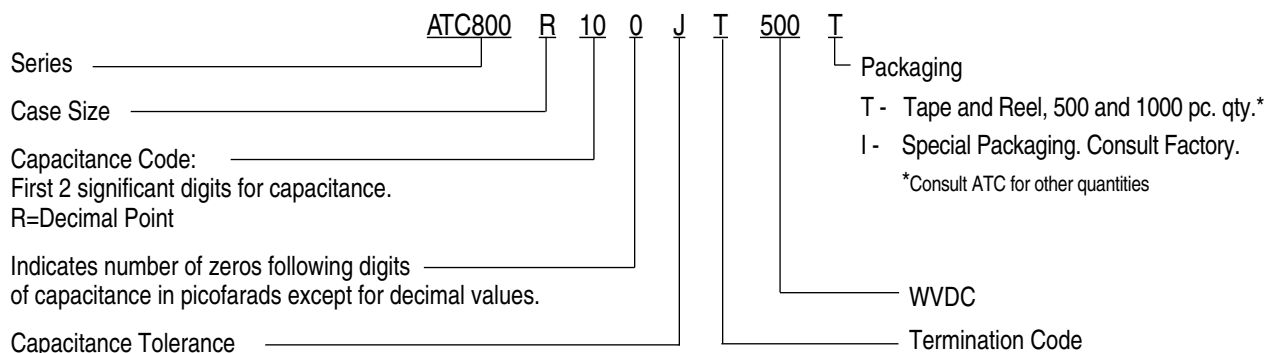 ATC800 R 10 0 J T 500 T
Series
Case Size
Capacitance Code:
First 2 significant digits for capacitance.
R=Decimal Point
Indicates number of zeros following digits
of capacitance in picofarads except for decimal values.
Capacitance Tolerance
Packaging
T - Tape and Reel, 500 and 1000 pc. qty.*
I - Special Packaging. Consult Factory.
*Consult ATC for other quantities
WVDC
Termination Code